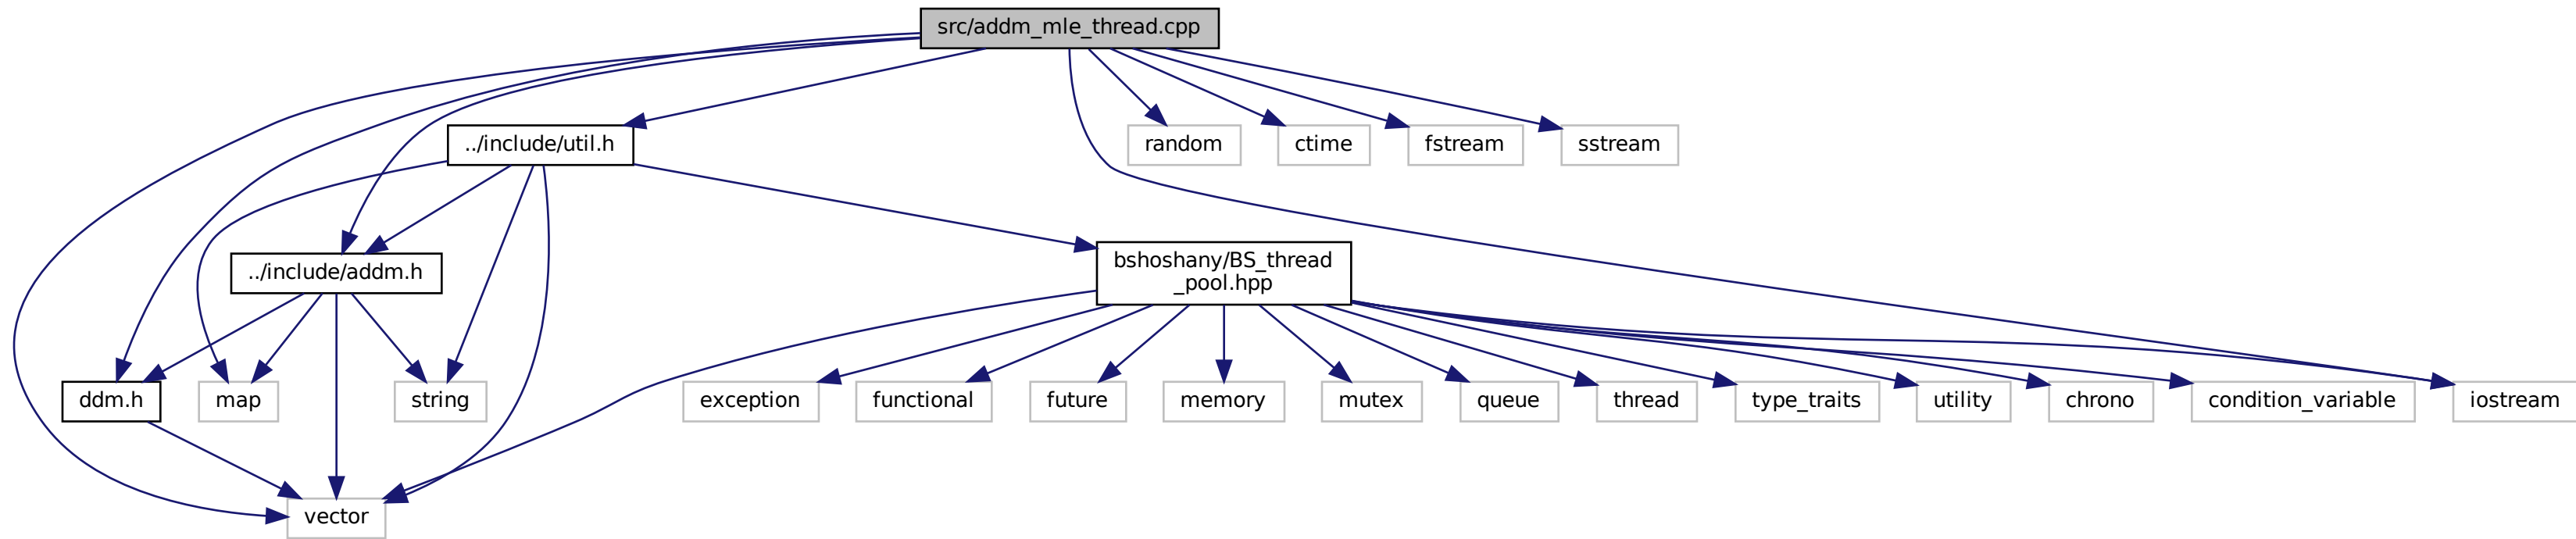 src/addm_mle_thread.cpp
../include/util.h
random
ctime
fstream
sstream
../include/addm.h
bshoshany/BS_thread
_pool.hpp
ddm.h
map
string
exception
functional
future
memory
mutex
queue
thread
type_traits
utility
chrono
condition_variable
iostream
vector